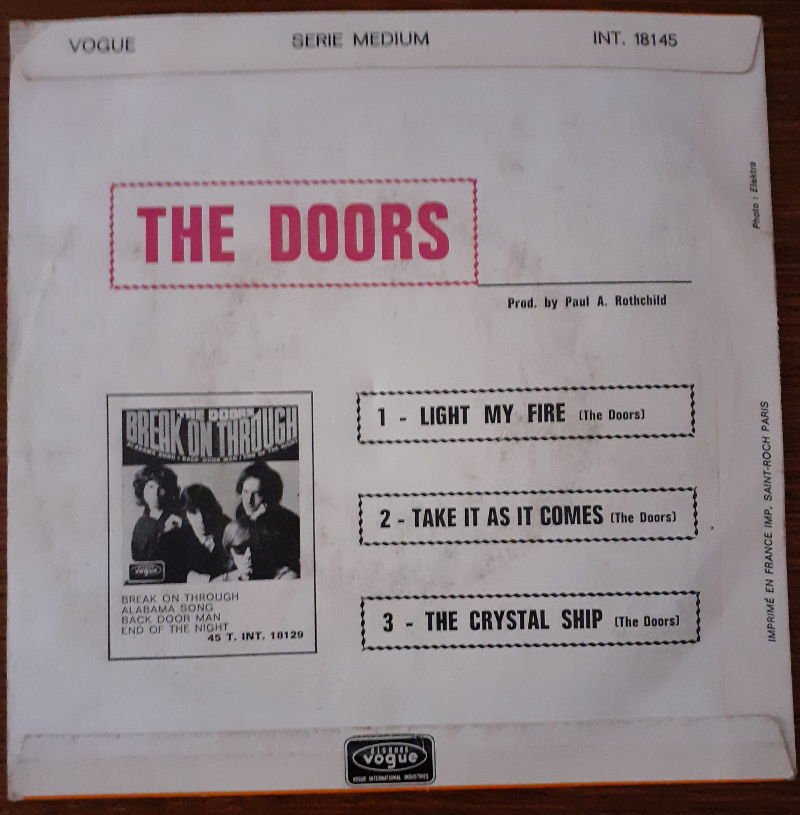 VOGUE SERIE MEDIUM INT. 18145
THE DOORS
Photo : Elektra
Prod. by Paul A. Rothchild
THE DOORS
BREAK ON THROUGH
vogue
BREAK ON THROUGH
ALABAMA SONG
BACK DOOR MAN
END OF THE NIGHT
45 T. INT. 18129
1 - LIGHT MY FIRE (The Doors)
2 - TAKE IT AS IT COMES (The Doors)
3 - THE CRYSTAL SHIP (The Doors)
IMPRIMÉ EN FRANCE IMP. SAINT-ROCH PARIS
disques
vogue
VOGUE INTERNATIONAL INDUSTRIES